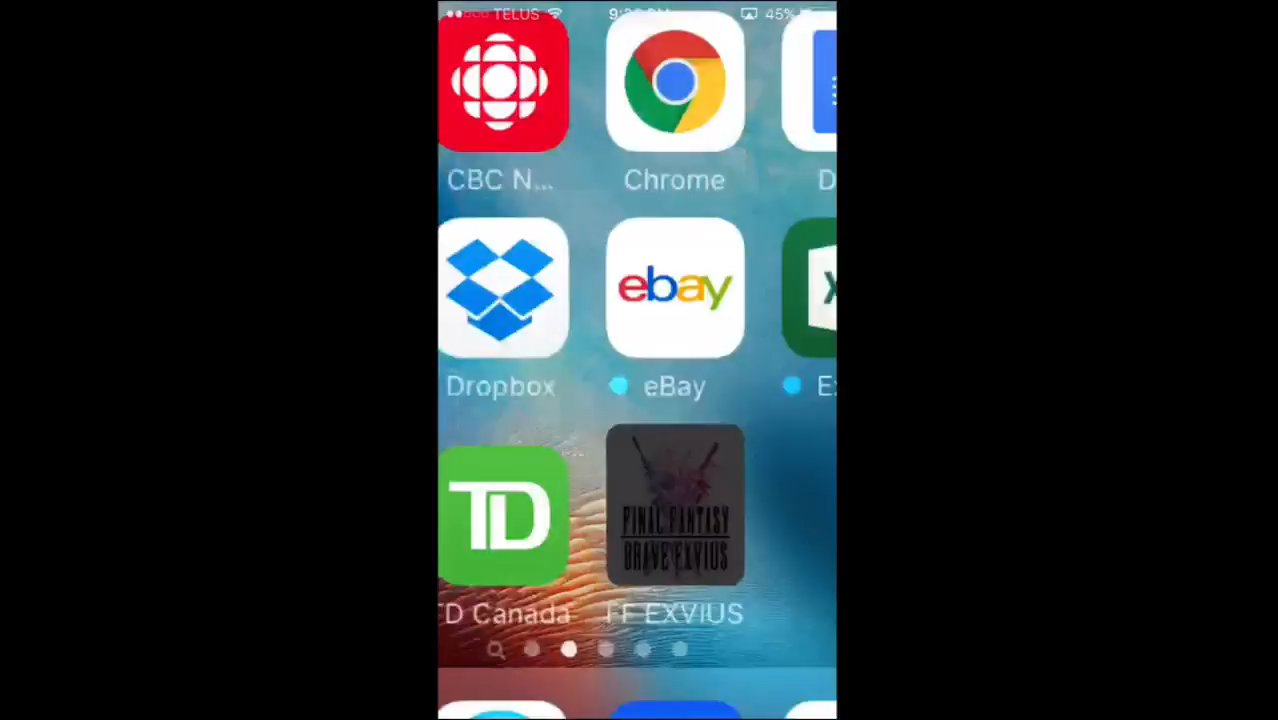 TELUS
45%
CBC N...
Chrome
D
ebay
X
Dropbox
eBay
E
TD
FINAL FANTASY
BRAVE EXVIUS
D Canada
FF EXVIUS